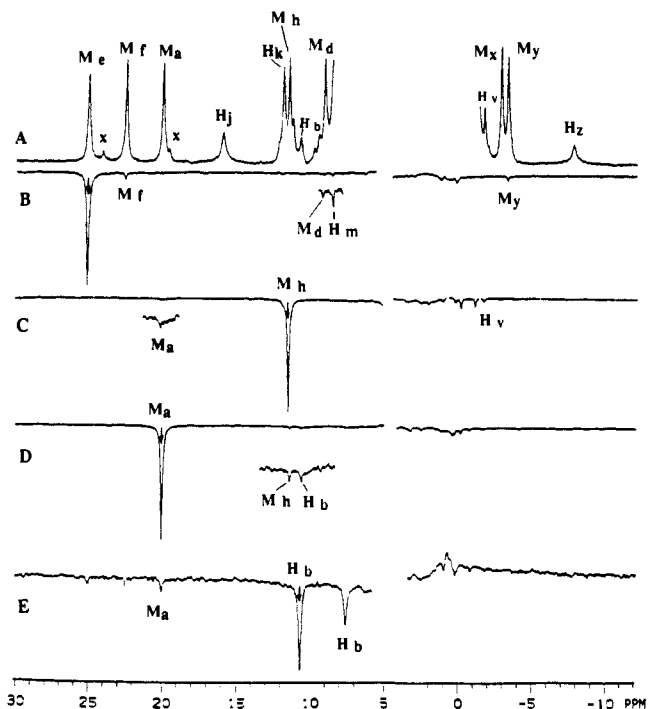 M h
M e M f M a H k M d M x M y
x x H j H b H v H z
A
B M f M d H m M y
M h
C M a H v
M a
D M h H b
H b
E M a H b
30 25 20 15 10 5 0 -5 -10 PPM